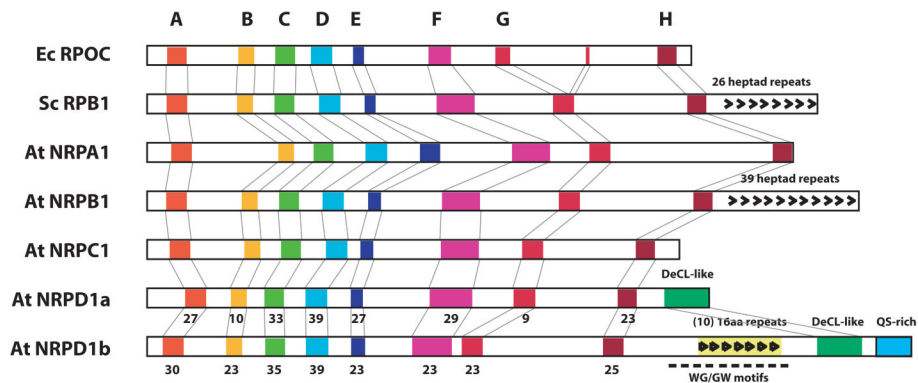 A B C D E F G H
Ec RPOC
26 heptad repeats
Sc RPB1
At NRPA1
39 heptad repeats
At NRPB1
At NRPC1
DeCL-like
At NRPD1a
27 10 33 39 27 29 9 23
(10) 16aa repeats DeCL-like QS-rich
At NRPD1b
30 23 35 39 23 23 23 25
WG/GW motifs